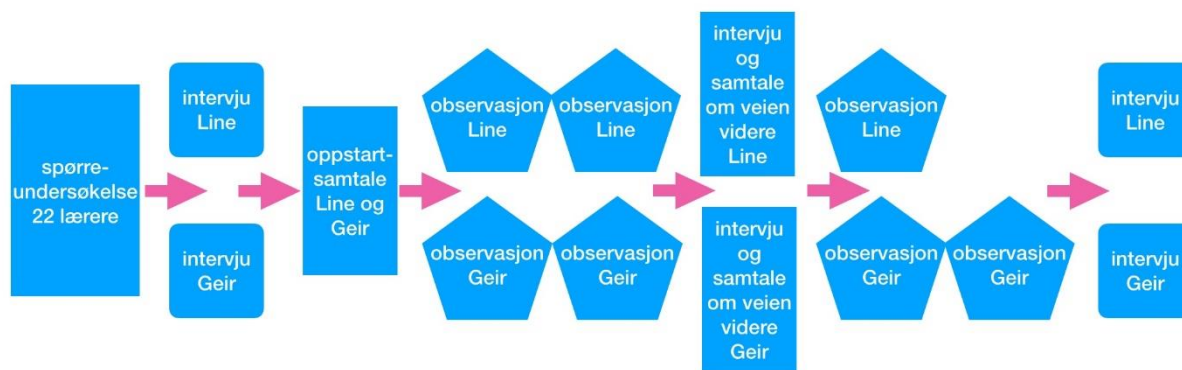 spørre-
undersøkelse
22 lærere
intervju
Line
intervju
Geir
oppstart-
samtale
Line og
Geir
observasjon
Line
observasjon
Line
observasjon
Geir
observasjon
Geir
intervju
og
samtale
om veien
videre
Line
intervju
og
samtale
om veien
videre
Geir
observasjon
Line
observasjon
Geir
observasjon
Geir
intervju
Line
intervju
Geir